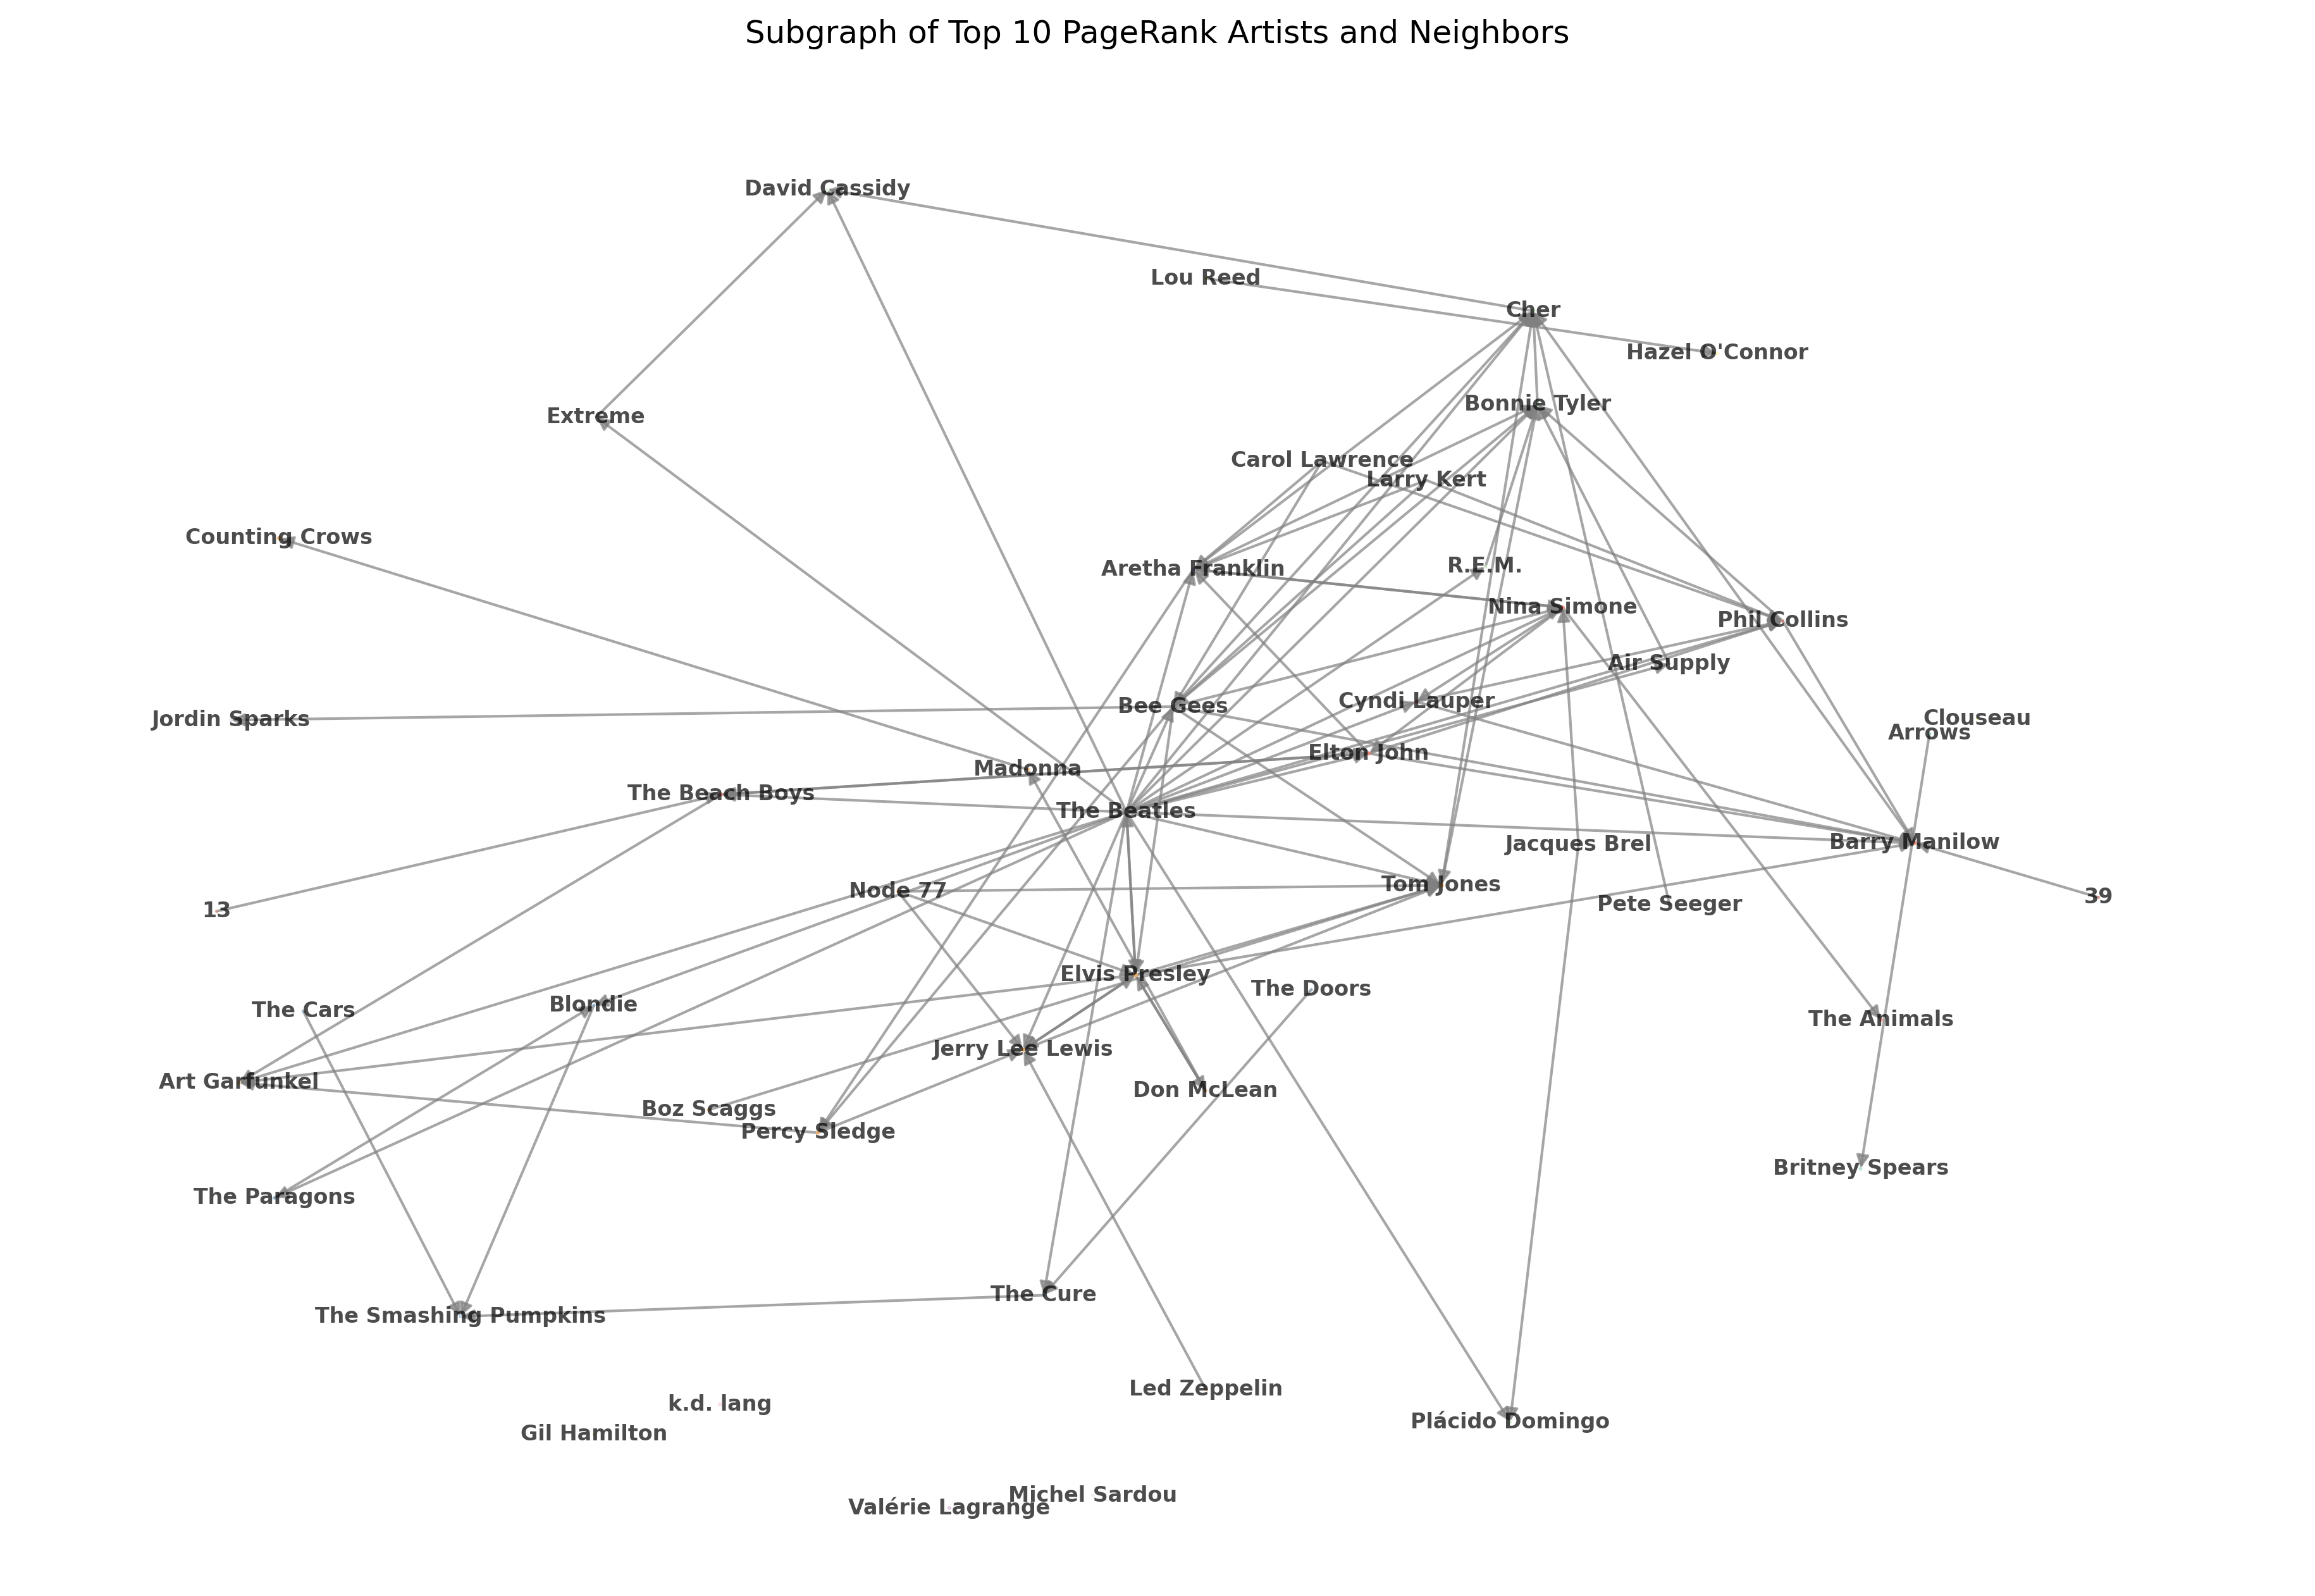 Subgraph of Top 10 PageRank Artists and Neighbors
David Cassidy
Lou Reed
Cher
Hazel O'Connor
Bonnie Tyler
Extreme
Carol Lawrence
Larry Kert
Counting Crows
Aretha Franklin
R.E.M.
Nina Simone
Phil Collins
Air Supply
Cyndi Lauper
Bee Gees
Jordin Sparks
Clouseau
Arrows
Elton John
Madonna
The Beach Boys
The Beatles
Barry Manilow
Jacques Brel
Tom Jones
Node 77
39
Pete Seeger
13
Elvis Presley
The Doors
Blondie
The Cars
The Animals
Jerry Lee Lewis
Art Garfunkel
Don McLean
Boz Scaggs
Percy Sledge
Britney Spears
The Paragons
The Cure
The Smashing Pumpkins
Led Zeppelin
k.d. lang
Plácido Domingo
Gil Hamilton
Michel Sardou
Valérie Lagrange